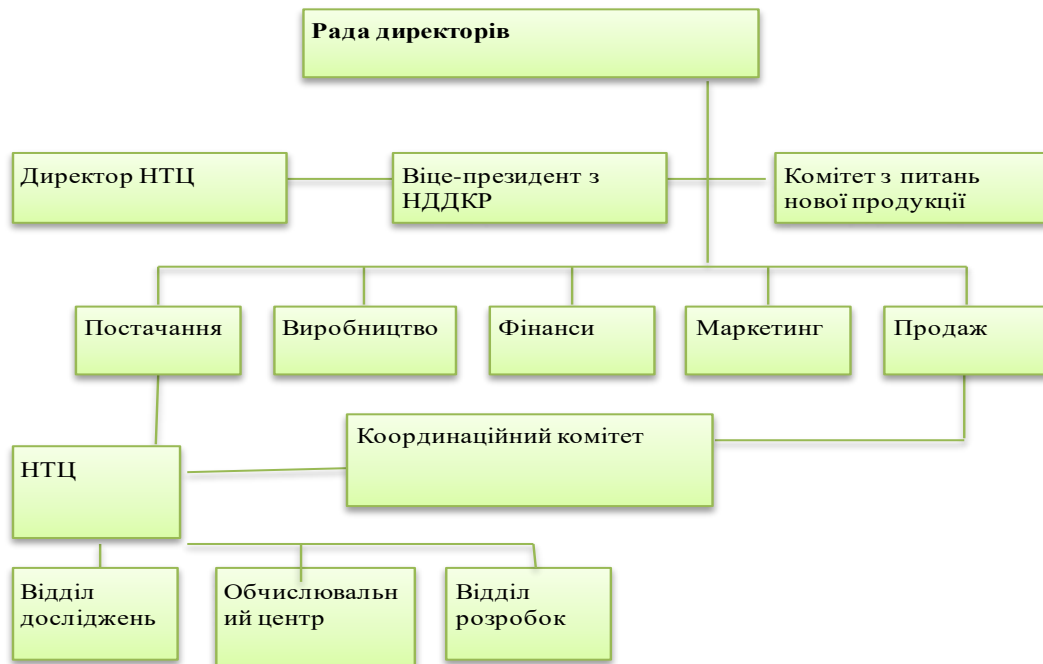 Рада директорів
Директор НТЦ
Віце-президент з
НДДКР
Комітет з питань
нової продукції
Постачання
Виробництво
Фінанси
Маркетинг
Продаж
Координаційний комітет
НТЦ
Відділ
досліджень
Обчислювальн
ий центр
Відділ
розробок